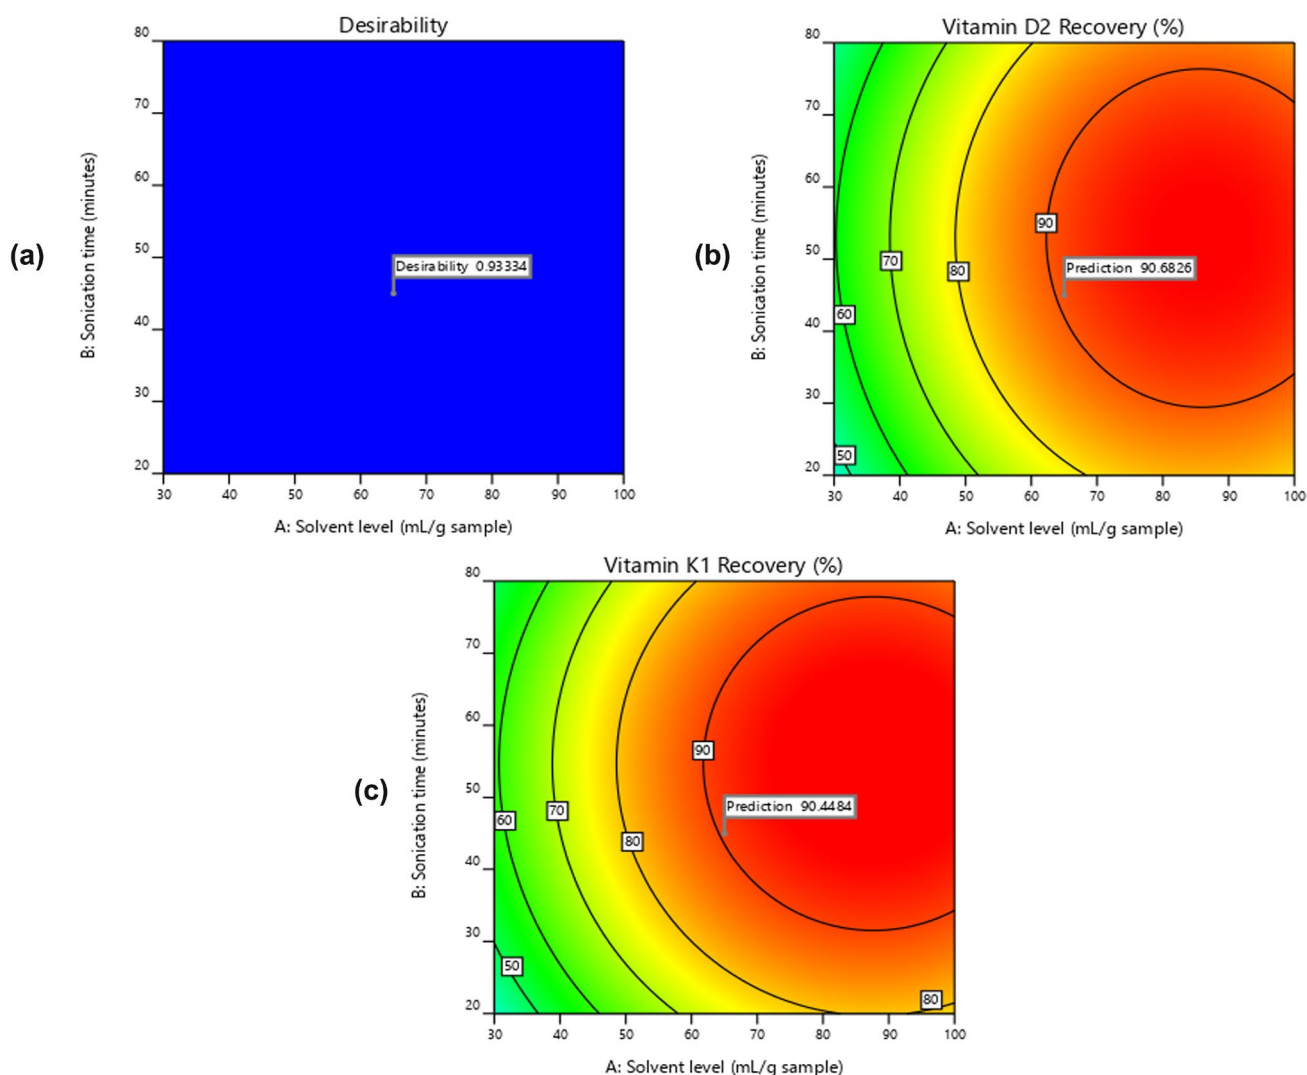 Desirability
(a)
B: Sonication time (minutes)
80
70
60
50
40
30
20
Desirability 0.93334
30 40 50 60 70 80 90 100
A: Solvent level (mL/g sample)
Vitamin D2 Recovery (%)
(b)
B: Sonication time (minutes)
80
70
60
50
40
30
20
90
70
80
Prediction 90.6826
60
50
30 40 50 60 70 80 90 100
A: Solvent level (mL/g sample)
Vitamin K1 Recovery (%)
(c)
B: Sonication time (minutes)
80
70
60
50
40
30
20
90
Prediction 90.4484
70
60
80
50
80
30 40 50 60 70 80 90 100
A: Solvent level (mL/g sample)